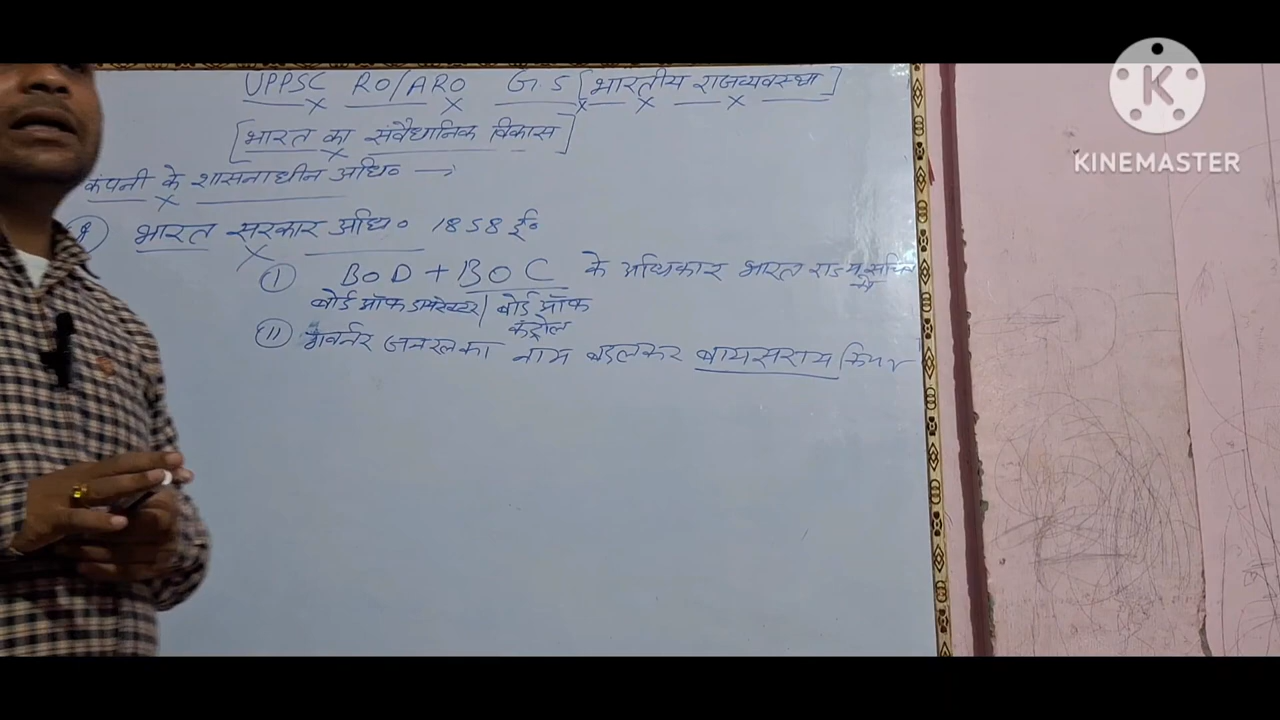 UPPSC RO/ARO G.S [भारतीय राजव्यवस्था]
[भारत का संवैधानिक विकास]
KINEMASTER
कंपनी के शासनाधीन अधि० →
भारत सरकार अधि० 1858 ई०
(I) BOD + BOC के अधिकार भारत राज्य सचिव को
बोर्ड ऑफ डायरेक्टर / बोर्ड ऑफ
कंट्रोल
(II) गवर्नर जनरल का नाम बदलकर वायसराय किया